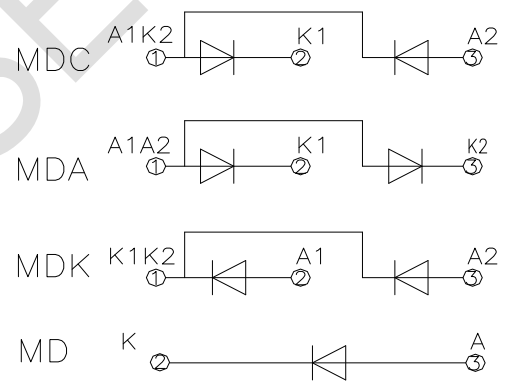 A1K2 K1 A2
MDC 1 2 3
A1A2 K1 K2
MDA 1 2 3
K1K2 A1 A2
MDK 1 2 3
MD K A
2 3